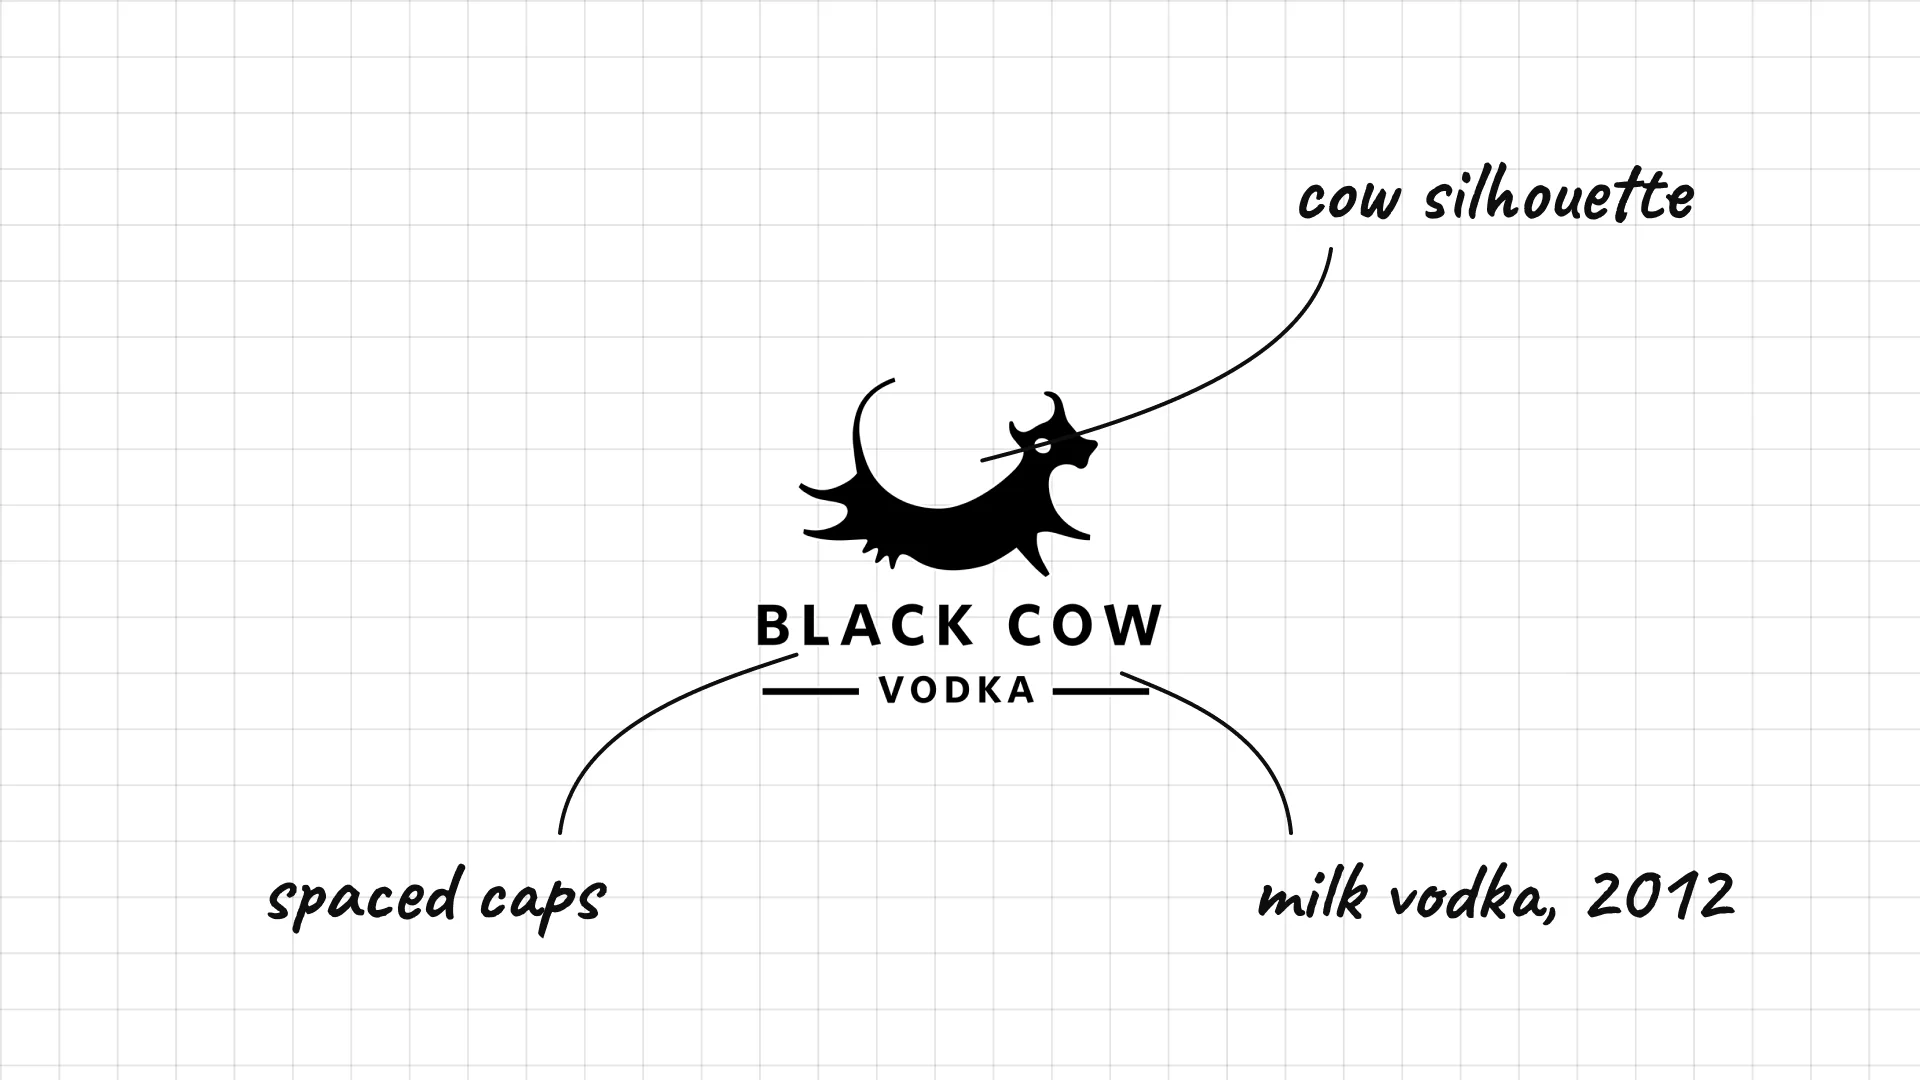 cow silhouette
BLACK COW
VODKA
spaced caps
milk vodka, 2012